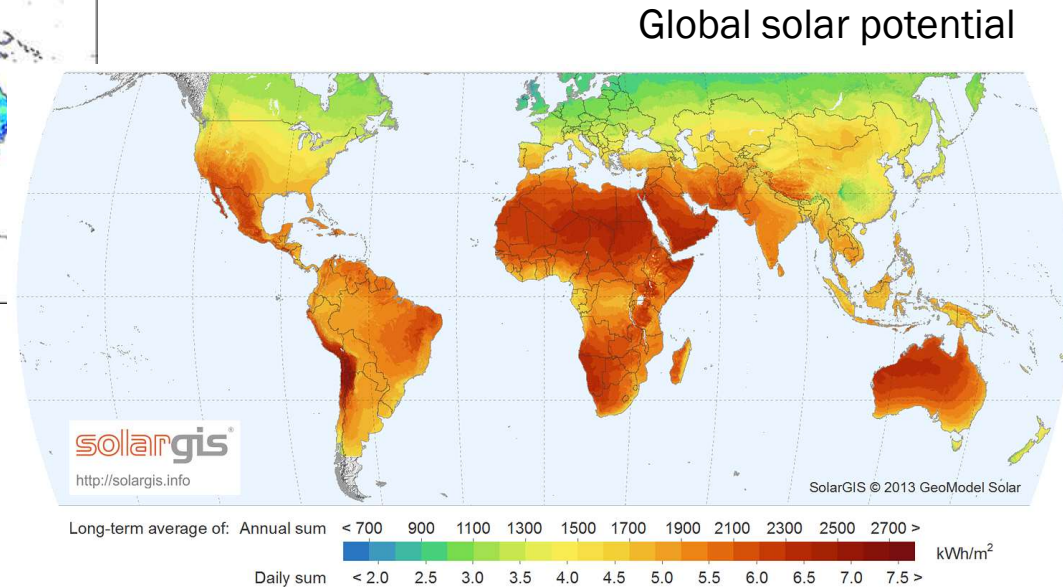 Global solar potential
solargis®
http://solargis.info
SolarGIS © 2013 GeoModel Solar
Long-term average of: Annual sum < 700 900 1100 1300 1500 1700 1900 2100 2300 2500 2700 >
kWh/m²
Daily sum < 2.0 2.5 3.0 3.5 4.0 4.5 5.0 5.5 6.0 6.5 7.0 7.5 >